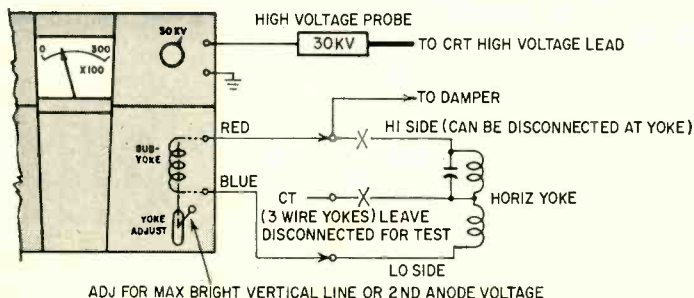 HIGH VOLTAGE PROBE
30KV
30KV
TO CRT HIGH VOLTAGE LEAD
0 300
X100
TO DAMPER
RED
HI SIDE (CAN BE DISCONNECTED AT YOKE)
SUB-
YOKE
BLUE
CT
HORIZ YOKE
(3 WIRE YOKES) LEAVE
DISCONNECTED FOR TEST
YOKE
ADJUST
LO SIDE
ADJ FOR MAX BRIGHT VERTICAL LINE OR 2ND ANODE VOLTAGE